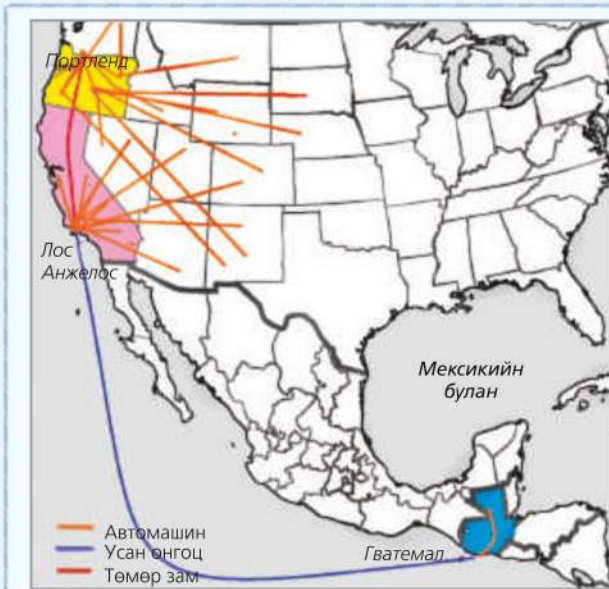 Портленд
Лос
Анжелос
Мексикийн
булан
Автомашин
Усан онгоц
Гватемал
Төмөр зам